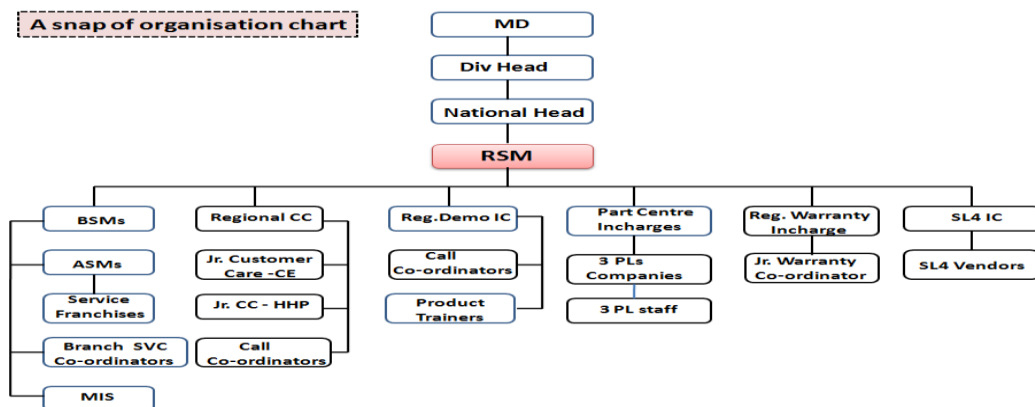 A snap of organisation chart
MD
Div Head
National Head
RSM
BSMs
Regional CC
Reg.Demo IC
Part Centre
Incharges
Reg. Warranty
Incharge
SL4 IC
ASMs
Jr. Customer
Care -CE
Call
Co-ordinators
3 PLs
Companies
Jr. Warranty
Co-ordinator
SL4 Vendors
Service
Franchises
Jr. CC - HHP
Product
Trainers
3 PL staff
Branch SVC
Co-ordinators
Call
Co-ordinators
MIS